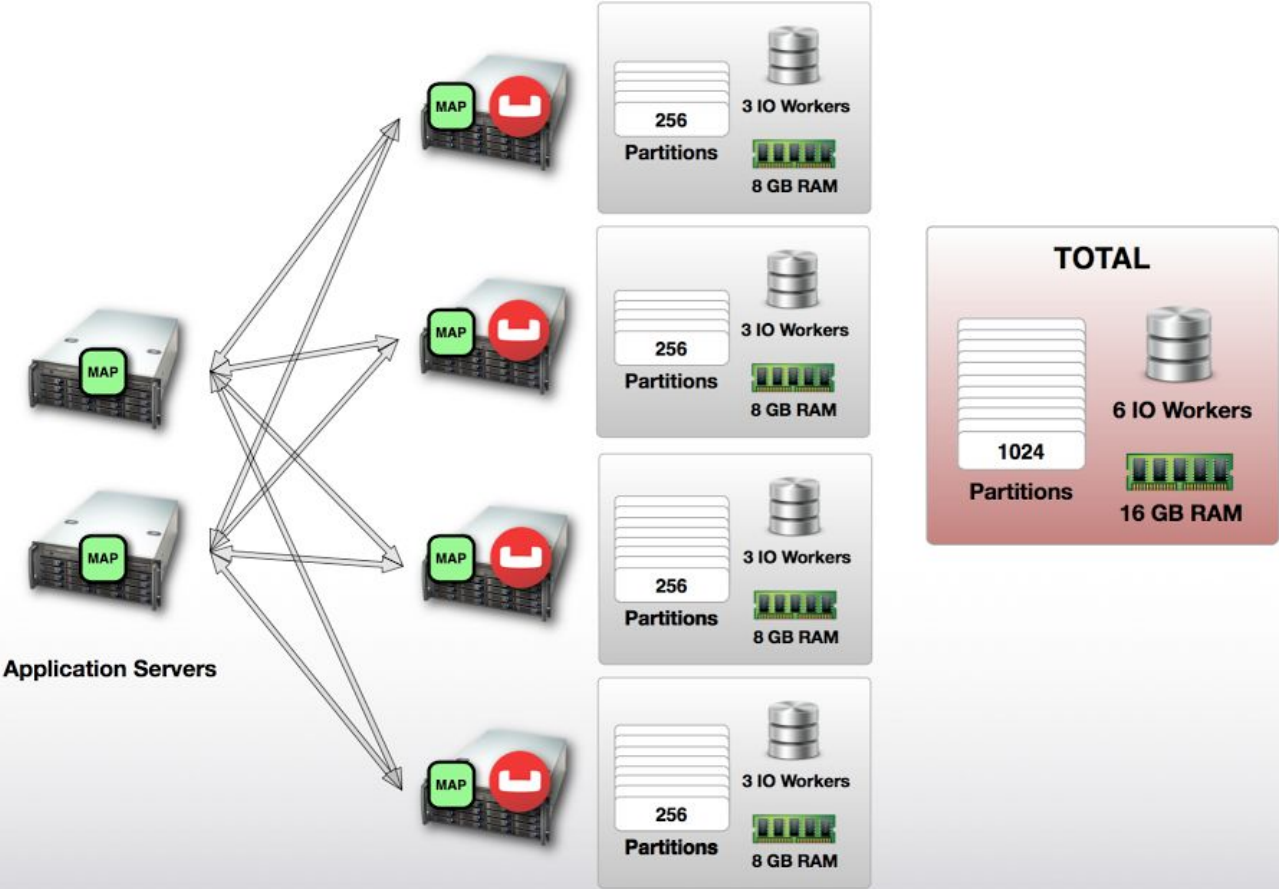 MAP
256
Partitions
3 IO Workers
8 GB RAM
MAP
256
Partitions
3 IO Workers
8 GB RAM
TOTAL
1024
Partitions
6 IO Workers
16 GB RAM
MAP
MAP
Application Servers
MAP
256
Partitions
3 IO Workers
8 GB RAM
MAP
256
Partitions
3 IO Workers
8 GB RAM